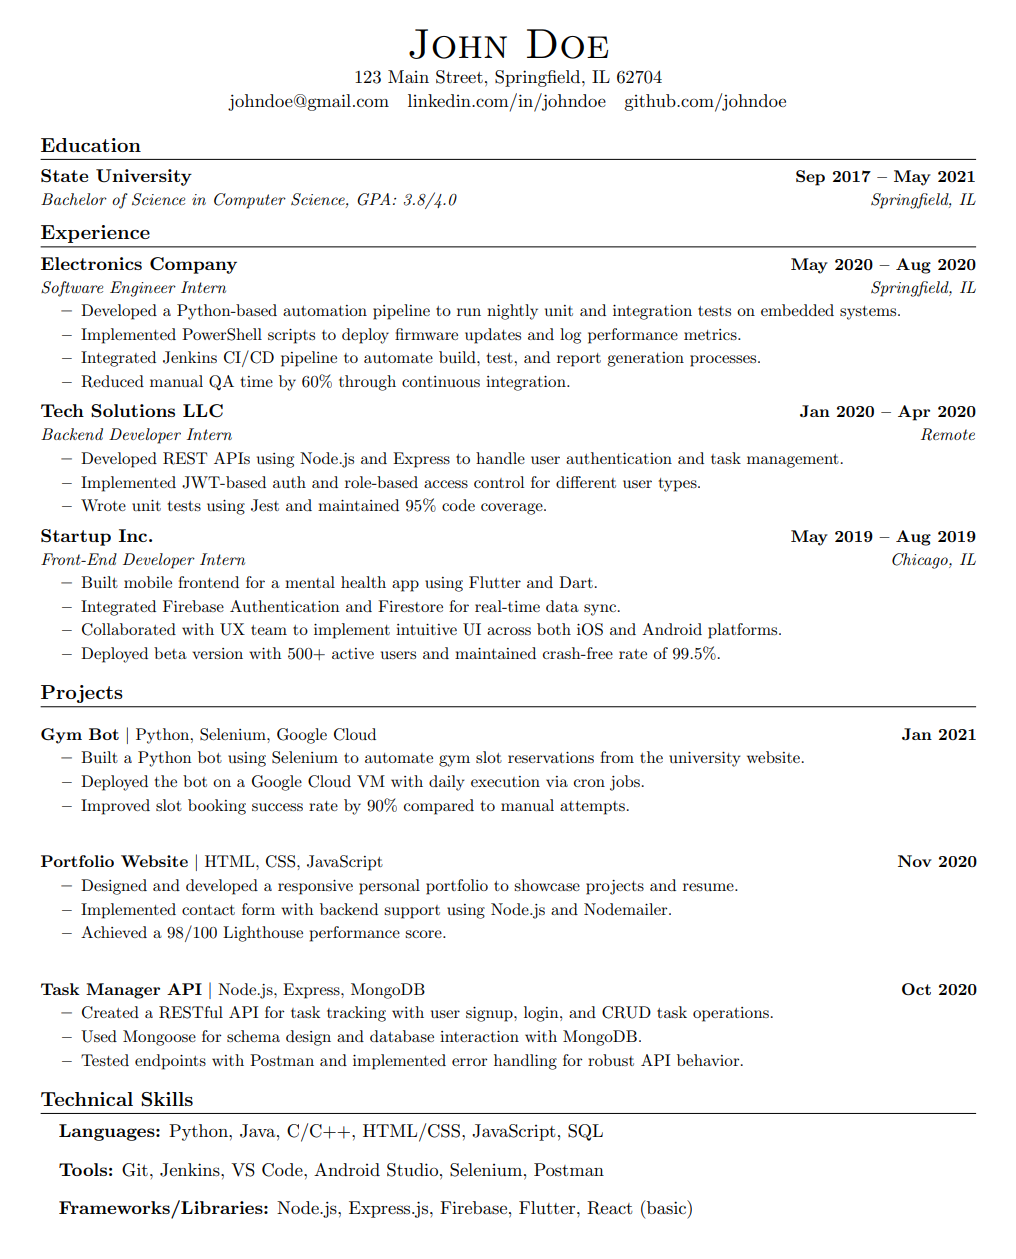 John Doe
123 Main Street, Springfield, IL 62704
johndoe@gmail.com linkedin.com/in/johndoe github.com/johndoe
Education
State University Sep 2017 – May 2021
Bachelor of Science in Computer Science, GPA: 3.8/4.0 Springfield, IL
Experience
Electronics Company May 2020 – Aug 2020
Software Engineer Intern Springfield, IL
– Developed a Python-based automation pipeline to run nightly unit and integration tests on embedded systems.
– Implemented PowerShell scripts to deploy firmware updates and log performance metrics.
– Integrated Jenkins CI/CD pipeline to automate build, test, and report generation processes.
– Reduced manual QA time by 60% through continuous integration.
Tech Solutions LLC Jan 2020 – Apr 2020
Backend Developer Intern Remote
– Developed REST APIs using Node.js and Express to handle user authentication and task management.
– Implemented JWT-based auth and role-based access control for different user types.
– Wrote unit tests using Jest and maintained 95% code coverage.
Startup Inc. May 2019 – Aug 2019
Front-End Developer Intern Chicago, IL
– Built mobile frontend for a mental health app using Flutter and Dart.
– Integrated Firebase Authentication and Firestore for real-time data sync.
– Collaborated with UX team to implement intuitive UI across both iOS and Android platforms.
– Deployed beta version with 500+ active users and maintained crash-free rate of 99.5%.
Projects
Gym Bot | Python, Selenium, Google Cloud Jan 2021
– Built a Python bot using Selenium to automate gym slot reservations from the university website.
– Deployed the bot on a Google Cloud VM with daily execution via cron jobs.
– Improved slot booking success rate by 90% compared to manual attempts.
Portfolio Website | HTML, CSS, JavaScript Nov 2020
– Designed and developed a responsive personal portfolio to showcase projects and resume.
– Implemented contact form with backend support using Node.js and Nodemailer.
– Achieved a 98/100 Lighthouse performance score.
Task Manager API | Node.js, Express, MongoDB Oct 2020
– Created a RESTful API for task tracking with user signup, login, and CRUD task operations.
– Used Mongoose for schema design and database interaction with MongoDB.
– Tested endpoints with Postman and implemented error handling for robust API behavior.
Technical Skills
Languages: Python, Java, C/C++, HTML/CSS, JavaScript, SQL
Tools: Git, Jenkins, VS Code, Android Studio, Selenium, Postman
Frameworks/Libraries: Node.js, Express.js, Firebase, Flutter, React (basic)